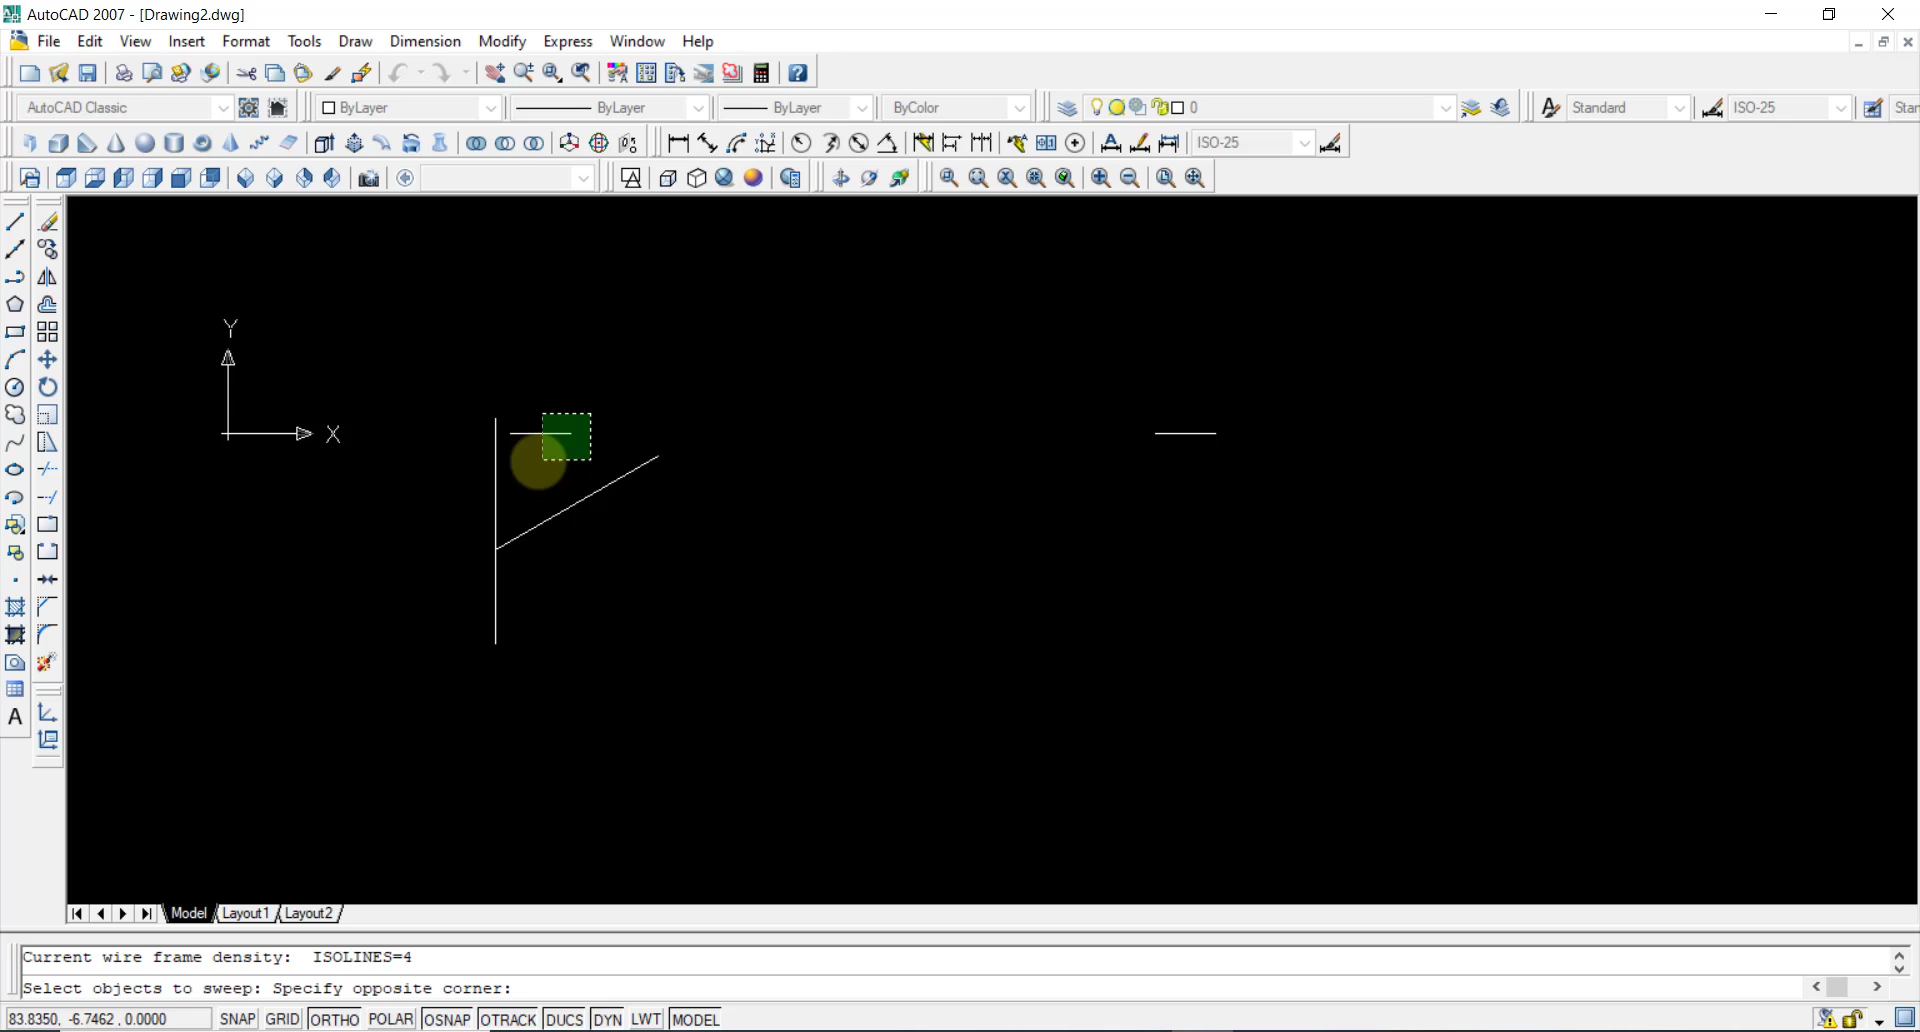 AutoCAD 2007 - [Drawing2.dwg]
File Edit View Insert Format Tools Draw Dimension Modify Express Window Help
AutoCAD Classic ByLayer ByLayer ByLayer ByColor 0 Standard ISO-25 Stan
ISO-25
Y
X
A
Model Layout1 Layout2
Current wire frame density:  ISOLINES=4
Select objects to sweep: Specify opposite corner:
83.8350, -6.7462 , 0.0000 SNAP GRID ORTHO POLAR OSNAP OTRACK DUCS DYN LWT MODEL